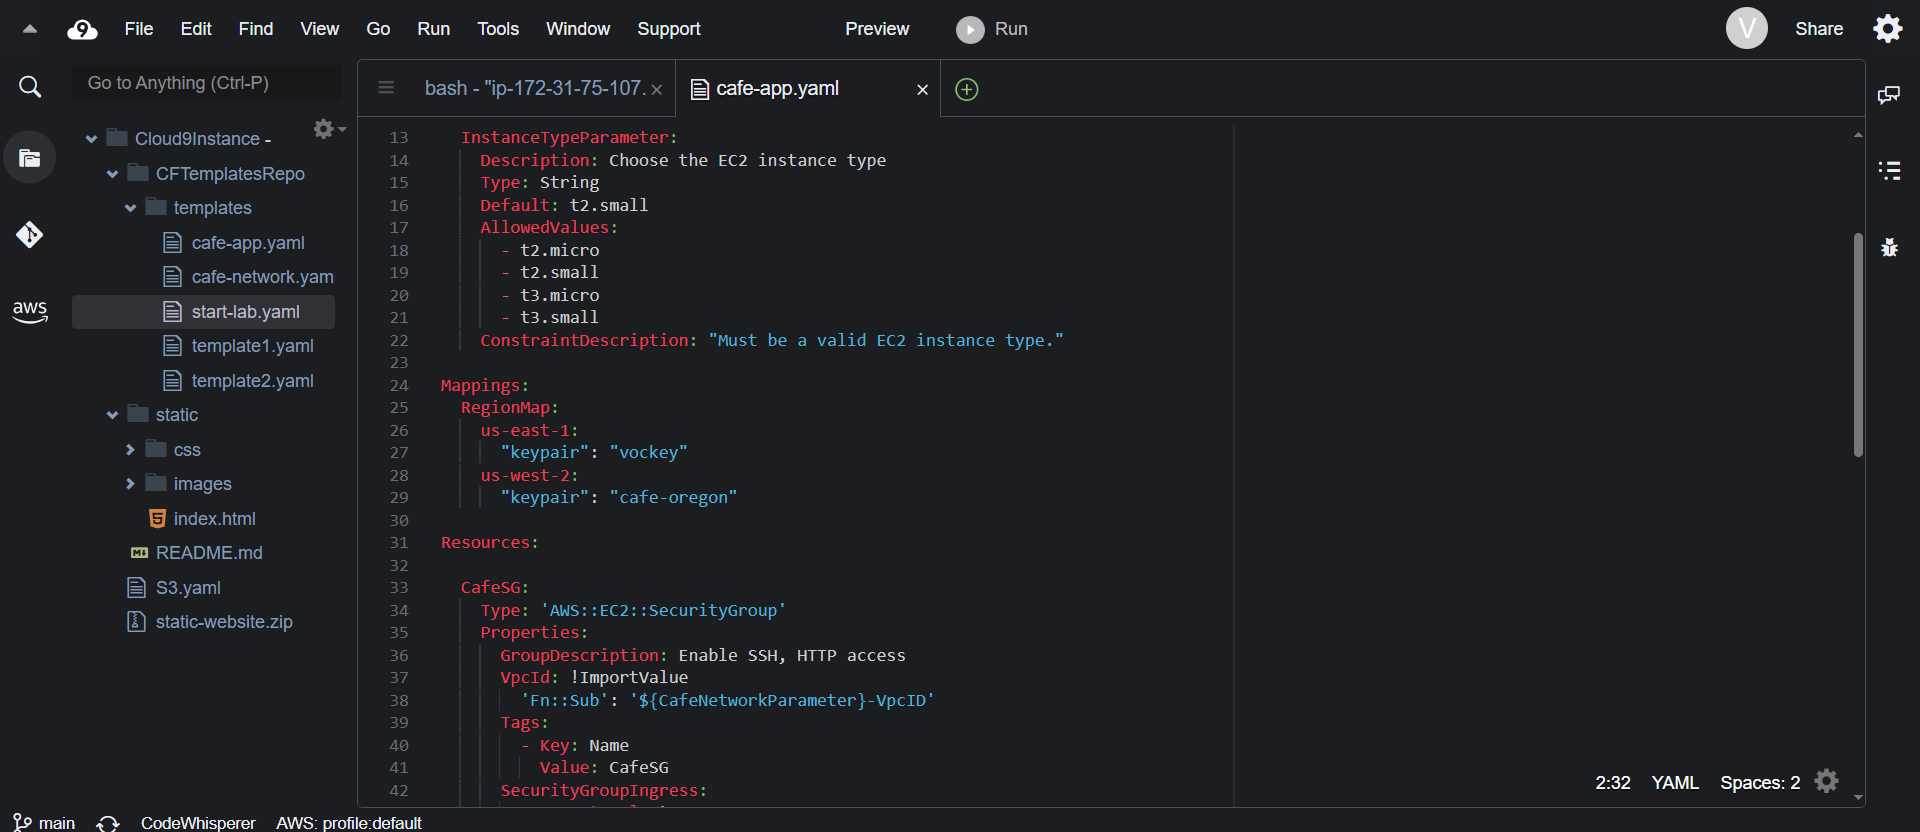 9 File Edit Find View Go Run Tools Window Support Preview Run V Share
Go to Anything (Ctrl-P)
bash - "ip-172-31-75-107. × cafe-app.yaml ×
Cloud9Instance -
CFTemplatesRepo
templates
cafe-app.yaml
cafe-network.yam
start-lab.yaml
template1.yaml
template2.yaml
static
css
images
5 index.html
M README.md
S3.yaml
static-website.zip
aws
13 InstanceTypeParameter:
14 Description: Choose the EC2 instance type
15 Type: String
16 Default: t2.small
17 AllowedValues:
18 - t2.micro
19 - t2.small
20 - t3.micro
21 - t3.small
22 ConstraintDescription: "Must be a valid EC2 instance type."
23
24 Mappings:
25 RegionMap:
26 us-east-1:
27 "keypair": "vockey"
28 us-west-2:
29 "keypair": "cafe-oregon"
30
31 Resources:
32
33 CafeSG:
34 Type: 'AWS::EC2::SecurityGroup'
35 Properties:
36 GroupDescription: Enable SSH, HTTP access
37 VpcId: !ImportValue
38 'Fn::Sub': '${CafeNetworkParameter}-VpcID'
39 Tags:
40 - Key: Name
41 Value: CafeSG
42 SecurityGroupIngress:
2:32 YAML Spaces: 2
main CodeWhisperer AWS: profile:default